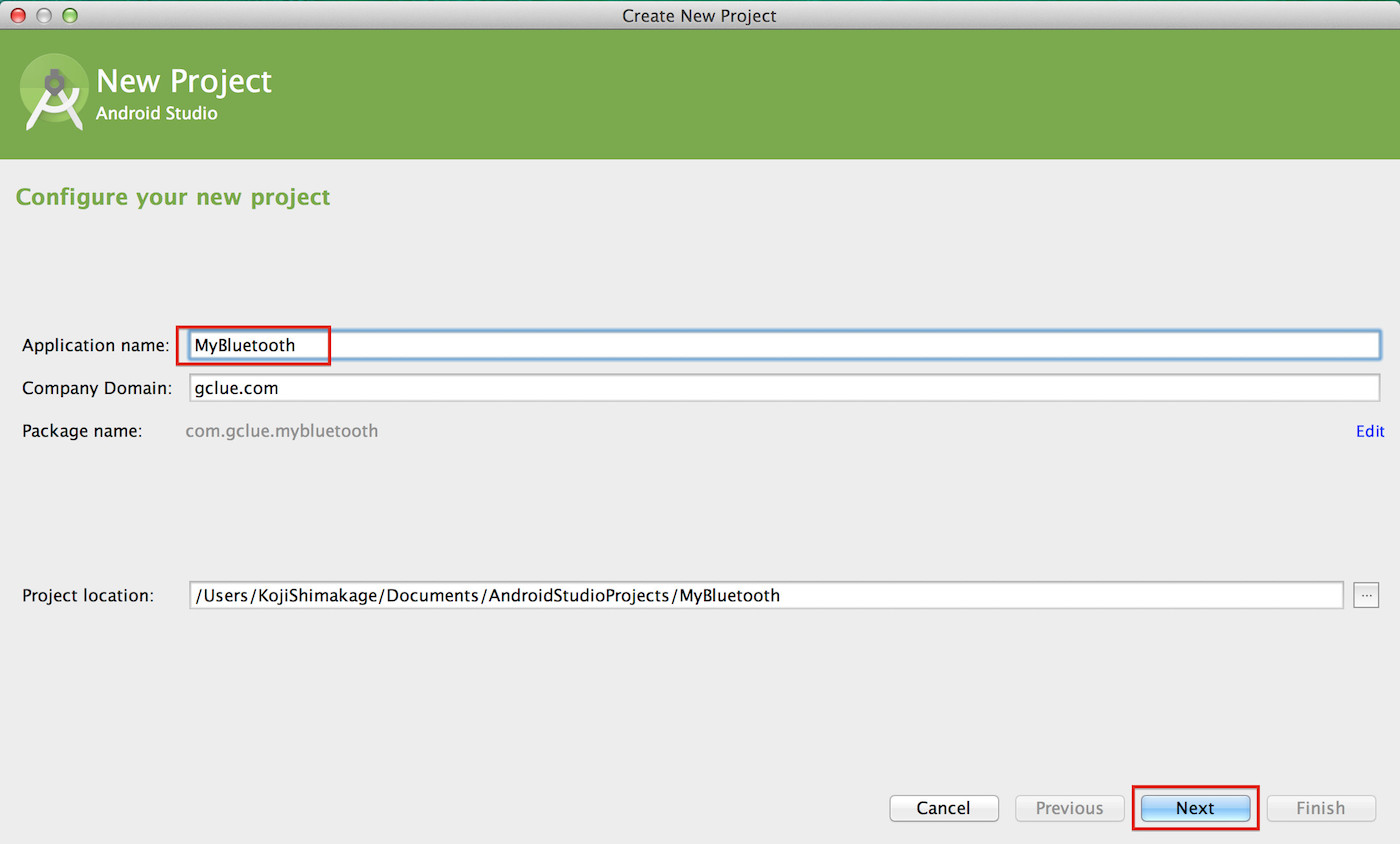 Create New Project
New Project
Android Studio
Configure your new project
Application name: MyBluetooth
Company Domain: gclue.com
Package name: com.gclue.mybluetooth Edit
Project location: /Users/KojiShimakage/Documents/AndroidStudioProjects/MyBluetooth ...
Cancel Previous Next Finish